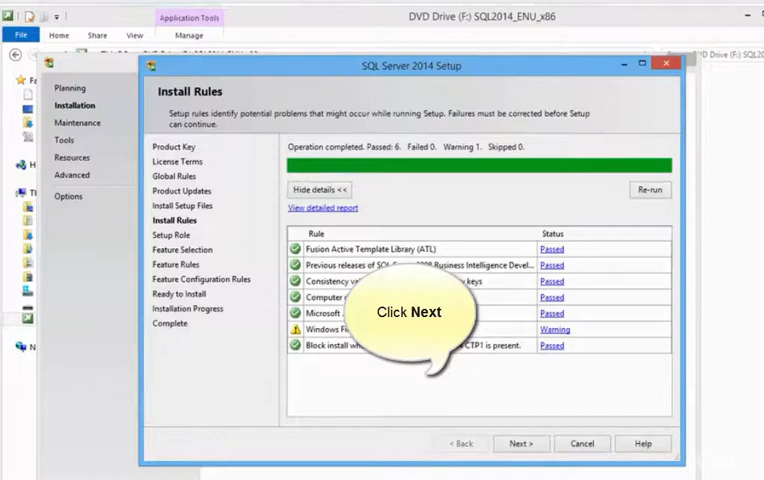 Application Tools
DVD Drive (F:) SQL2014_ENU_x86
File Home Share View Manage
SQL Server 2014 Setup
Planning
Installation
Maintenance
Tools
Resources
Advanced
Options
Install Rules
Setup rules identify potential problems that might occur while running Setup. Failures must be corrected before Setup
can continue.
Product Key
License Terms
Global Rules
Product Updates
Install Setup Files
Install Rules
Setup Role
Feature Selection
Feature Rules
Feature Configuration Rules
Ready to Install
Installation Progress
Complete
Operation completed. Passed: 6. Failed 0. Warning 1. Skipped 0.
Hide details << Re-run
View detailed report
Rule Status
Fusion Active Template Library (ATL) Passed
Previous releases of Business Intelligence Devel... Passed
Consistency keys Passed
Computer Passed
Microsoft Passed
Windows Warning
Block install CTP1 is present. Passed
Click Next
< Back Next > Cancel Help